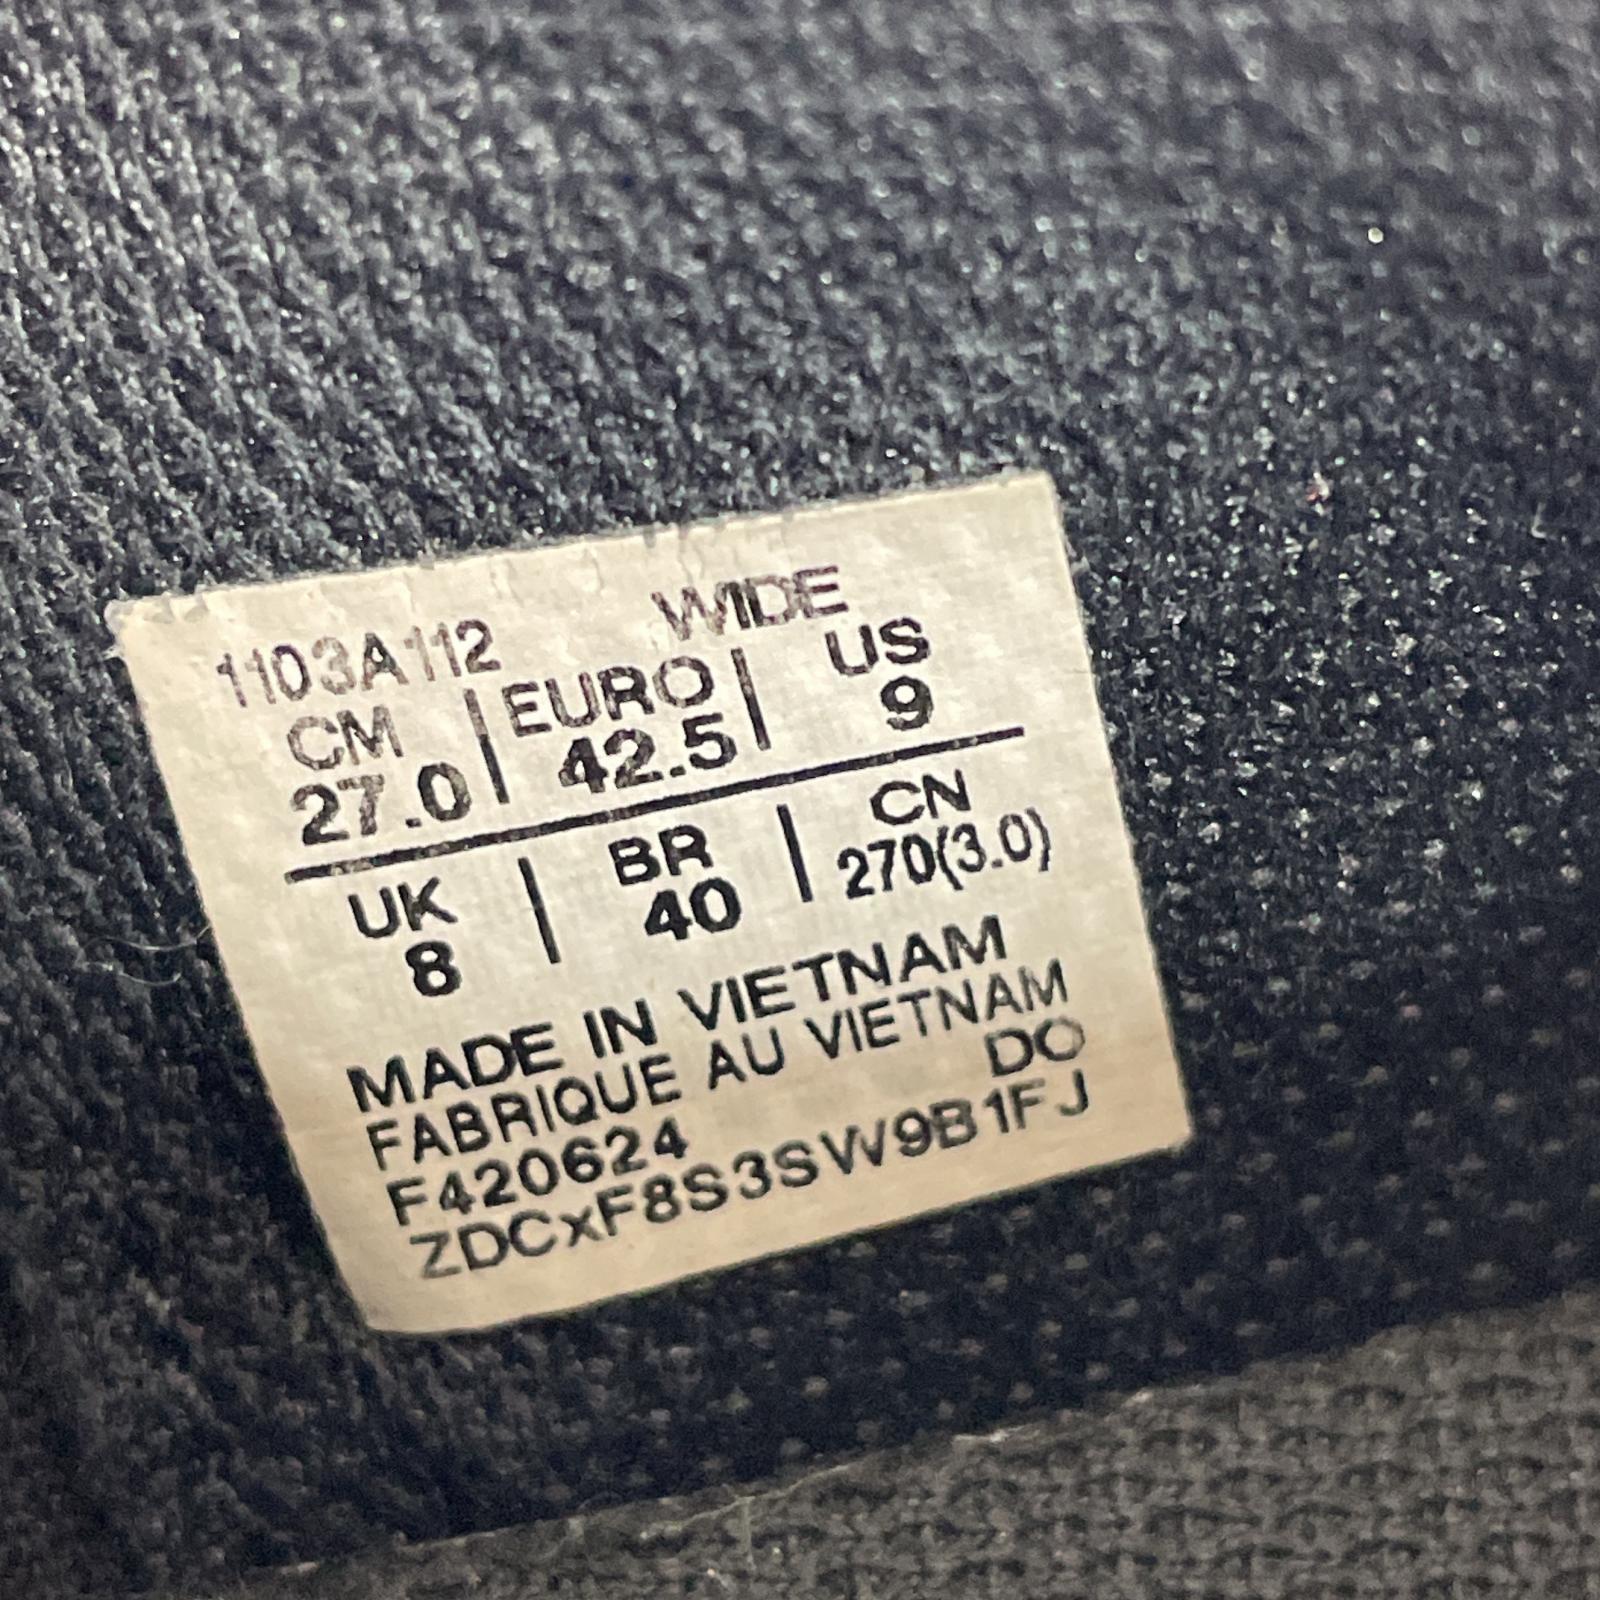 1103A112 WIDE
CM | EURO | US
27.0 | 42.5 | 9
UK | BR | CN
8 | 40 | 270(3.0)
MADE IN VIETNAM
FABRIQUE AU VIETNAM
F420624 DO
ZDCxF8S3SW9B1FJ